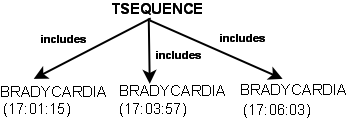 TSEQUENCE
includes
includes
includes
BRADYCARDIA
(17:01:15)
BRADYCARDIA
(17:03:57)
BRADYCARDIA
(17:06:03)